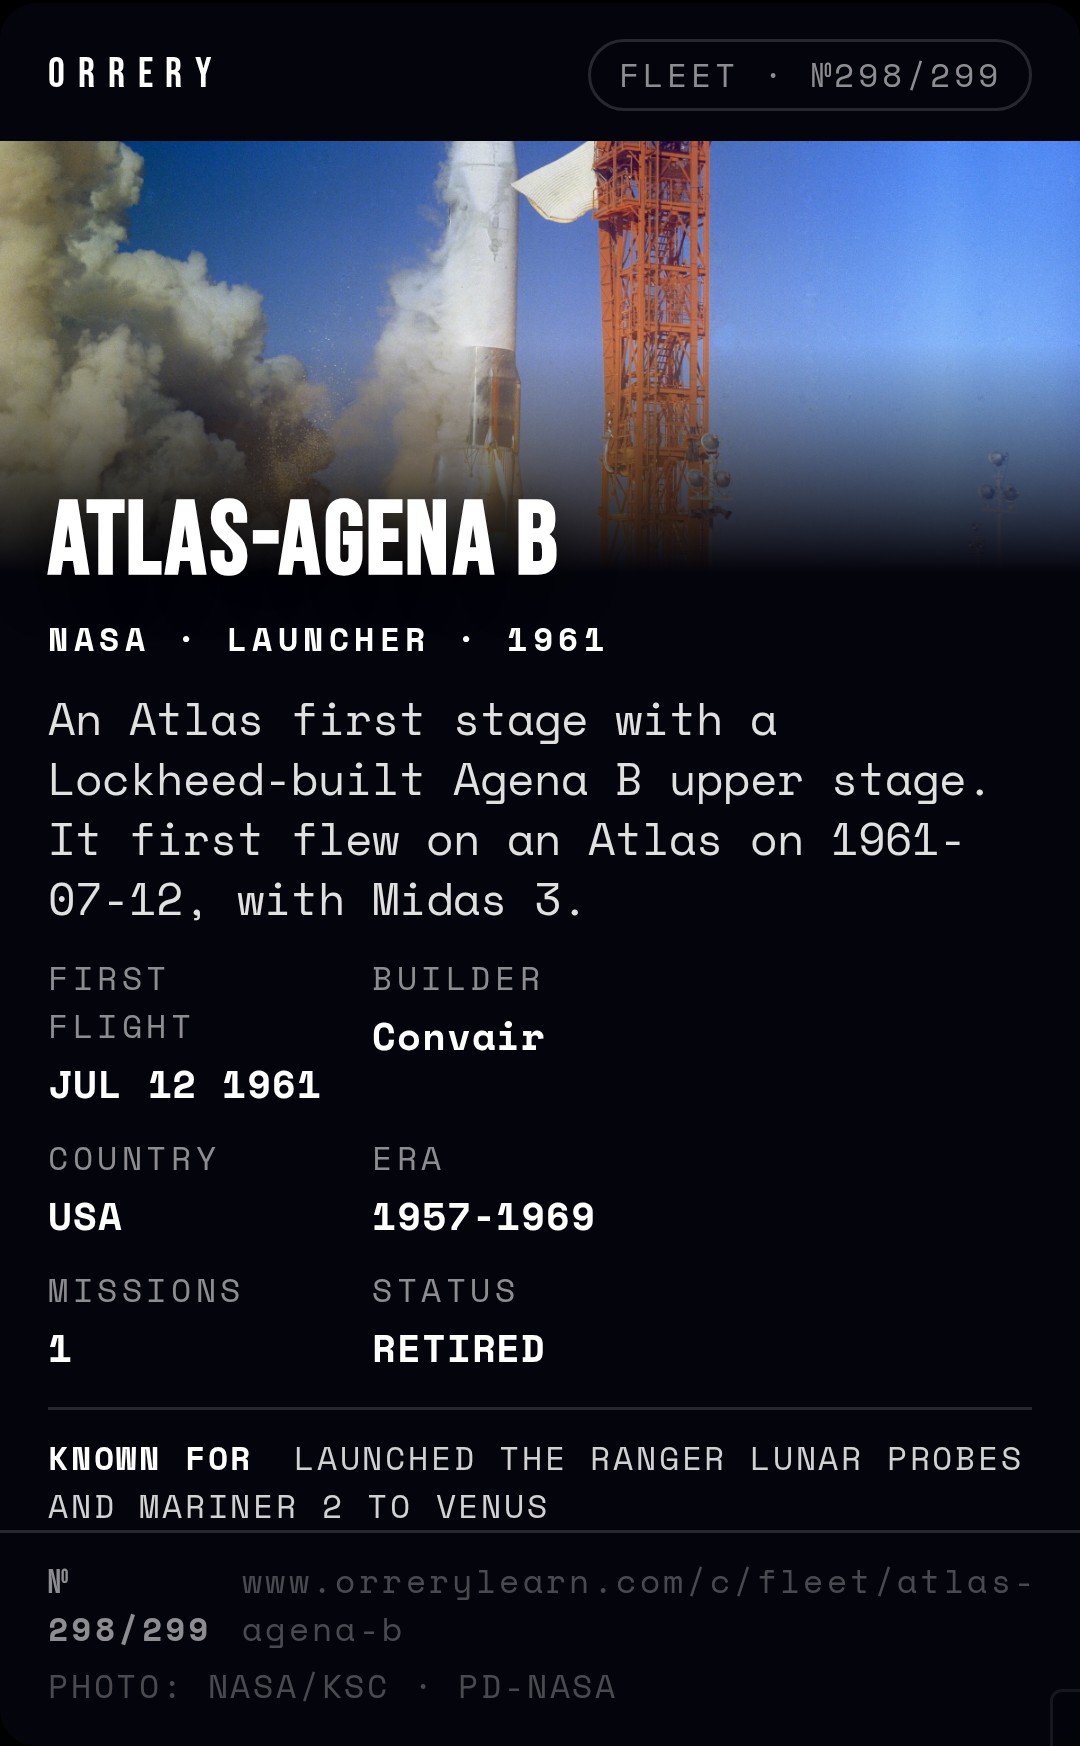 ORRERY
FLEET · №298/299
ATLAS-AGENA B
NASA · LAUNCHER · 1961
An Atlas first stage with a
Lockheed-built Agena B upper stage.
It first flew on an Atlas on 1961-
07-12, with Midas 3.
FIRST
FLIGHT
JUL 12 1961
BUILDER
Convair
COUNTRY
USA
ERA
1957-1969
MISSIONS
1
STATUS
RETIRED
KNOWN FOR LAUNCHED THE RANGER LUNAR PROBES
AND MARINER 2 TO VENUS
№
298/299
www.orrerylearn.com/c/fleet/atlas-
agena-b
PHOTO: NASA/KSC · PD-NASA